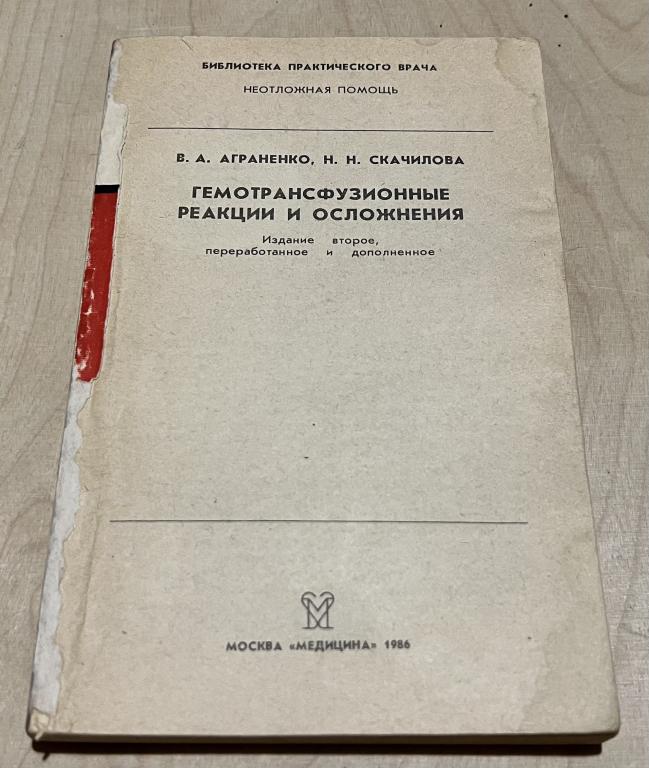 БИБЛИОТЕКА ПРАКТИЧЕСКОГО ВРАЧА
НЕОТЛОЖНАЯ ПОМОЩЬ
В. А. АГРАНЕНКО, Н. Н. СКАЧИЛОВА
ГЕМОТРАНСФУЗИОННЫЕ
РЕАКЦИИ И ОСЛОЖНЕНИЯ
Издание второе,
переработанное и дополненное
МОСКВА «МЕДИЦИНА» 1986